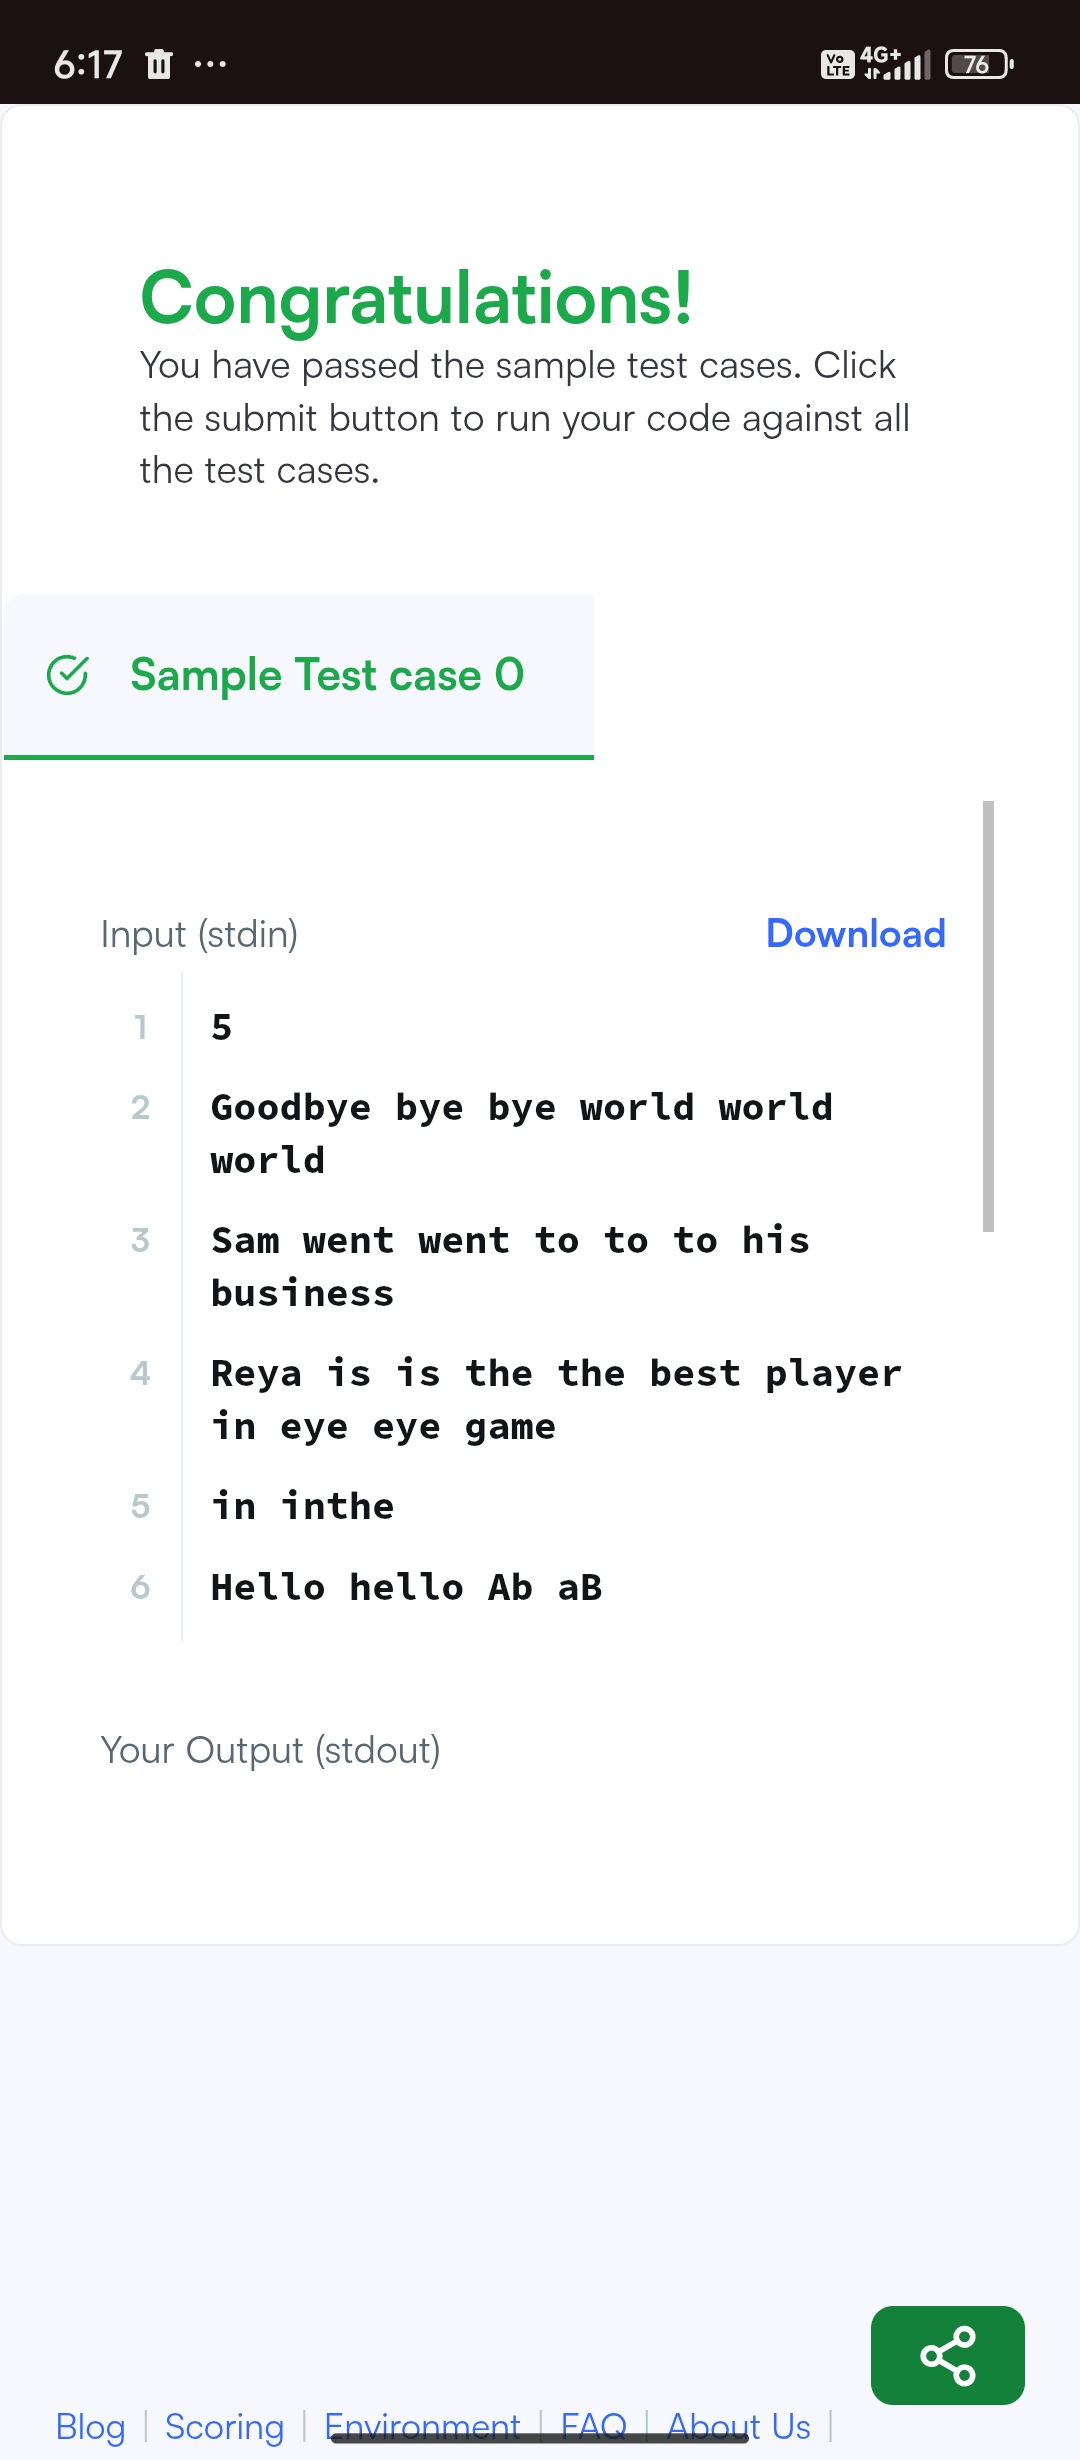 6:17 ... Vo LTE 4G+ 76
Congratulations!
You have passed the sample test cases. Click
the submit button to run your code against all
the test cases.
Sample Test case 0
Input (stdin) Download
1 5
2 Goodbye bye bye world world
world
3 Sam went went to to to his
business
4 Reya is is the the best player
in eye eye game
5 in inthe
6 Hello hello Ab aB
Your Output (stdout)
Blog | Scoring | Environment | FAQ | About Us |